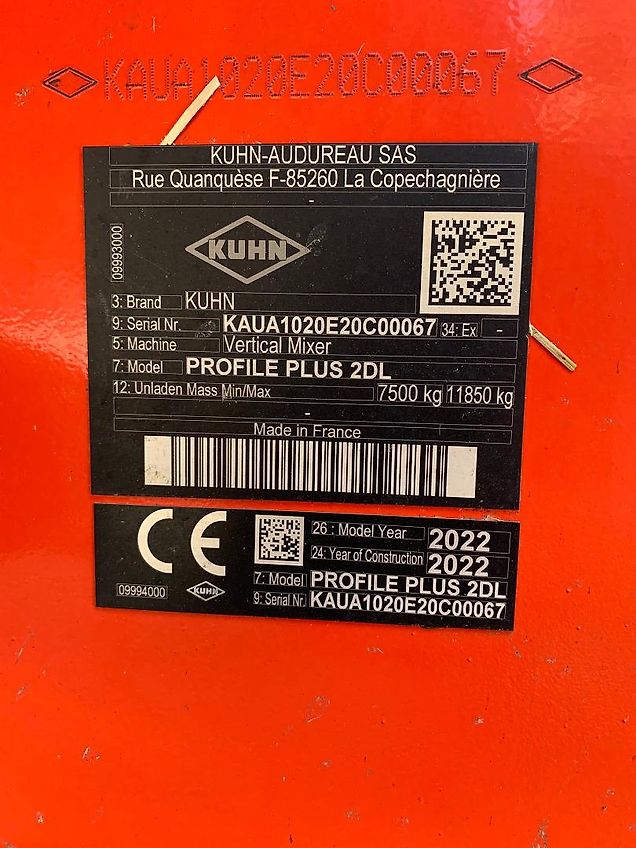 KAUA1020E20C00067
KUHN-AUDUREAU SAS
Rue Quanquèse F-85260 La Copechagnière
-
09993000
KUHN
3: Brand KUHN
9: Serial Nr. KAUA1020E20C00067 34: Ex -
5: Machine Vertical Mixer
7: Model PROFILE PLUS 2DL
12: Unladen Mass Min/Max 7500 kg 11850 kg
-
Made in France
CE
26 : Model Year 2022
24: Year of Construction 2022
7: Model PROFILE PLUS 2DL
09994000 KUHN 9: Serial Nr. KAUA1020E20C00067